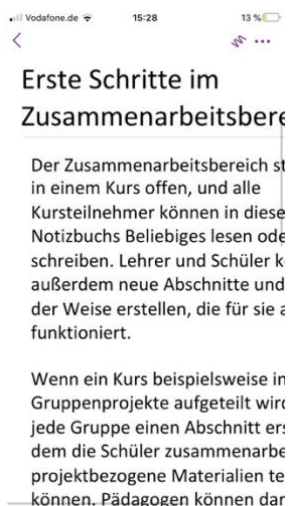 Vodafone.de 15:28 13 %
Erste Schritte im
Zusammenarbeitsbere
Der Zusammenarbeitsbereich st
in einem Kurs offen, und alle
Kursteilnehmer können in diese
Notizbuchs Beliebiges lesen ode
schreiben. Lehrer und Schüler k
außerdem neue Abschnitte und
der Weise erstellen, die für sie a
funktioniert.
Wenn ein Kurs beispielsweise in
Gruppenprojekte aufgeteilt wird
jede Gruppe einen Abschnitt ers
dem die Schüler zusammenarbe
projektbezogene Materialien te
können. Pädagogen können dar